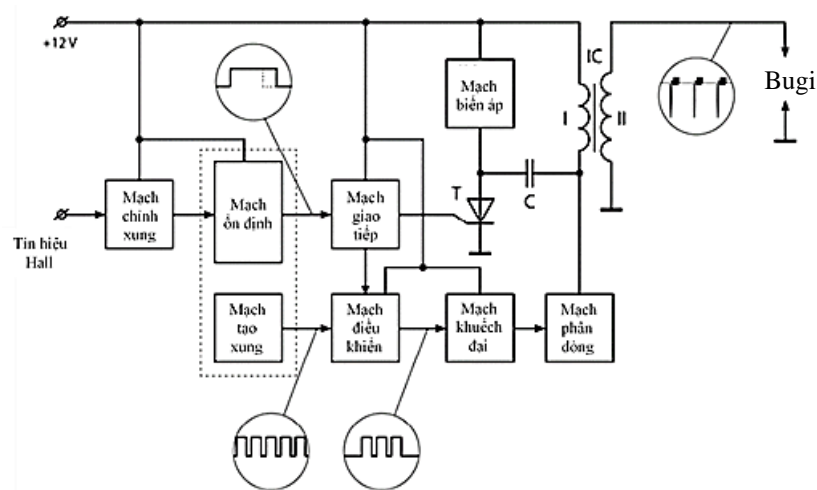 +12 V
IC
Mạch
biến áp
Bugi
I
II
Mạch
chỉnh
xung
Mạch
ổn định
Mạch
giao
tiếp
T
C
Tín hiệu
Hall
Mạch
tạo
xung
Mạch
điều
khiển
Mạch
khuếch
đại
Mạch
phân
dòng